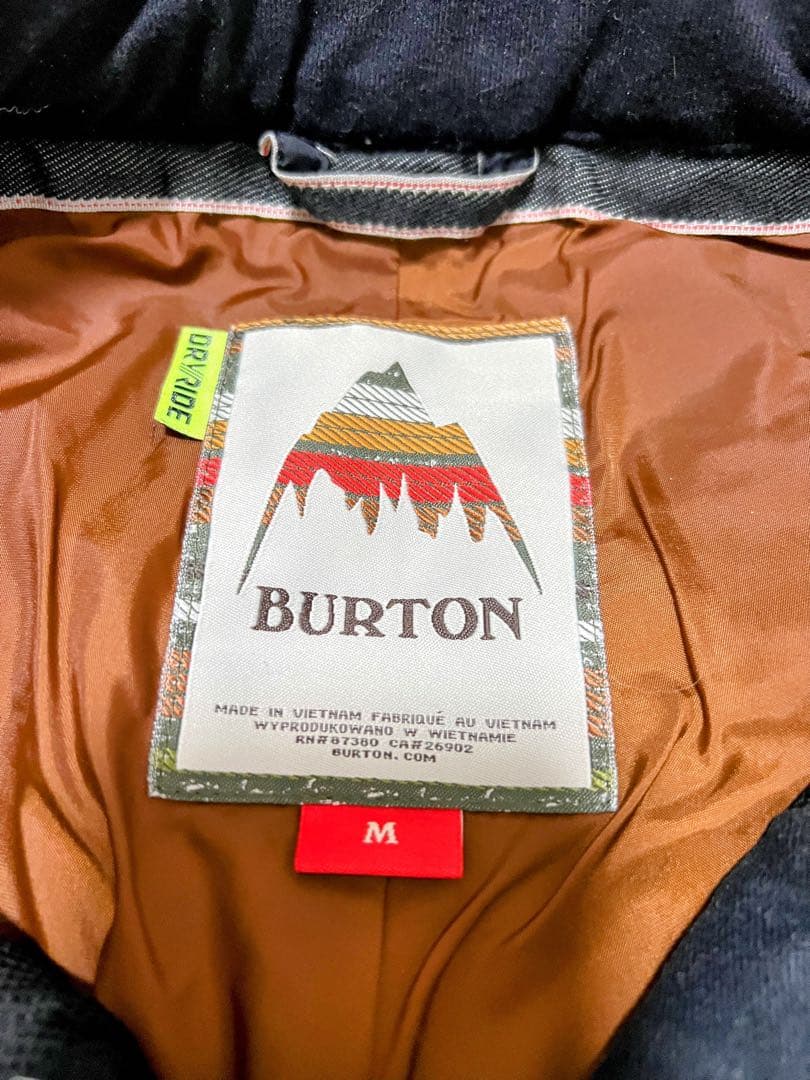 DRYRIDE
BURTON
MADE IN VIETNAM FABRIQUÉ AU VIETNAM
WYPRODUKOWANO W WIETNAMIE
RN#87380 CA#26902
BURTON.COM
M